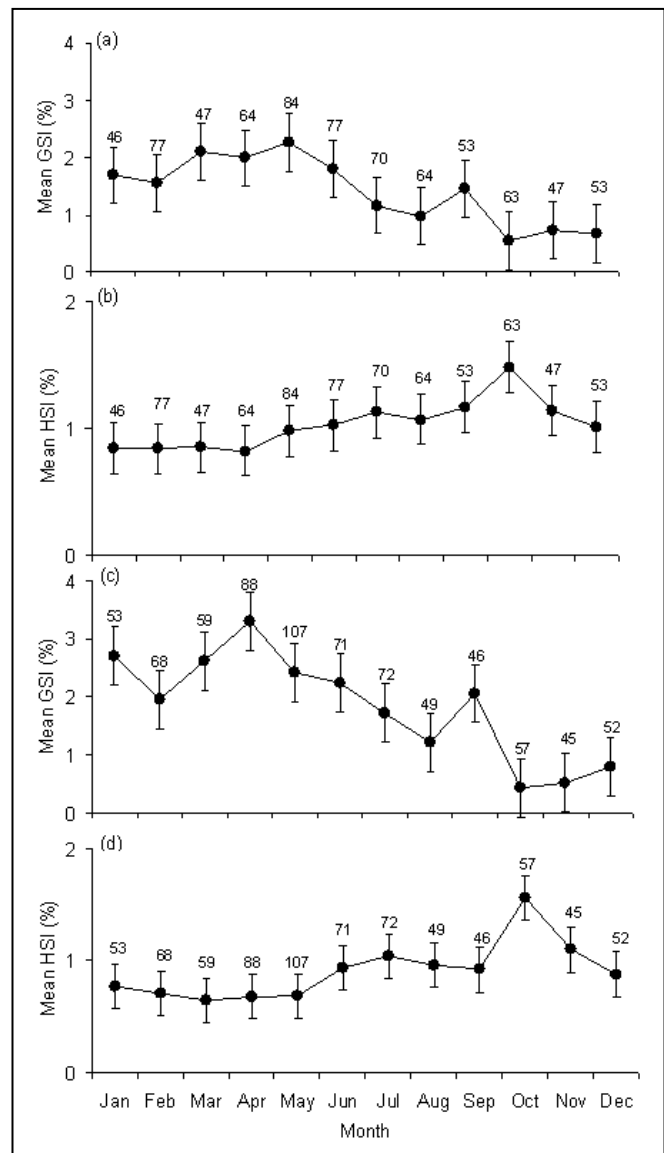 (a)
Mean GSI (%)
4
3
2
1
0
46 77 47 64 84 77 70 64 53 63 47 53
(b)
Mean HSI (%)
2
1
0
46 77 47 64 84 77 70 64 53 63 47 53
(c)
Mean GSI (%)
4
3
2
1
0
53 68 59 88 107 71 72 49 46 57 45 52
(d)
Mean HSI (%)
2
1
0
53 68 59 88 107 71 72 49 46 57 45 52
Jan Feb Mar Apr May Jun Jul Aug Sep Oct Nov Dec
Month